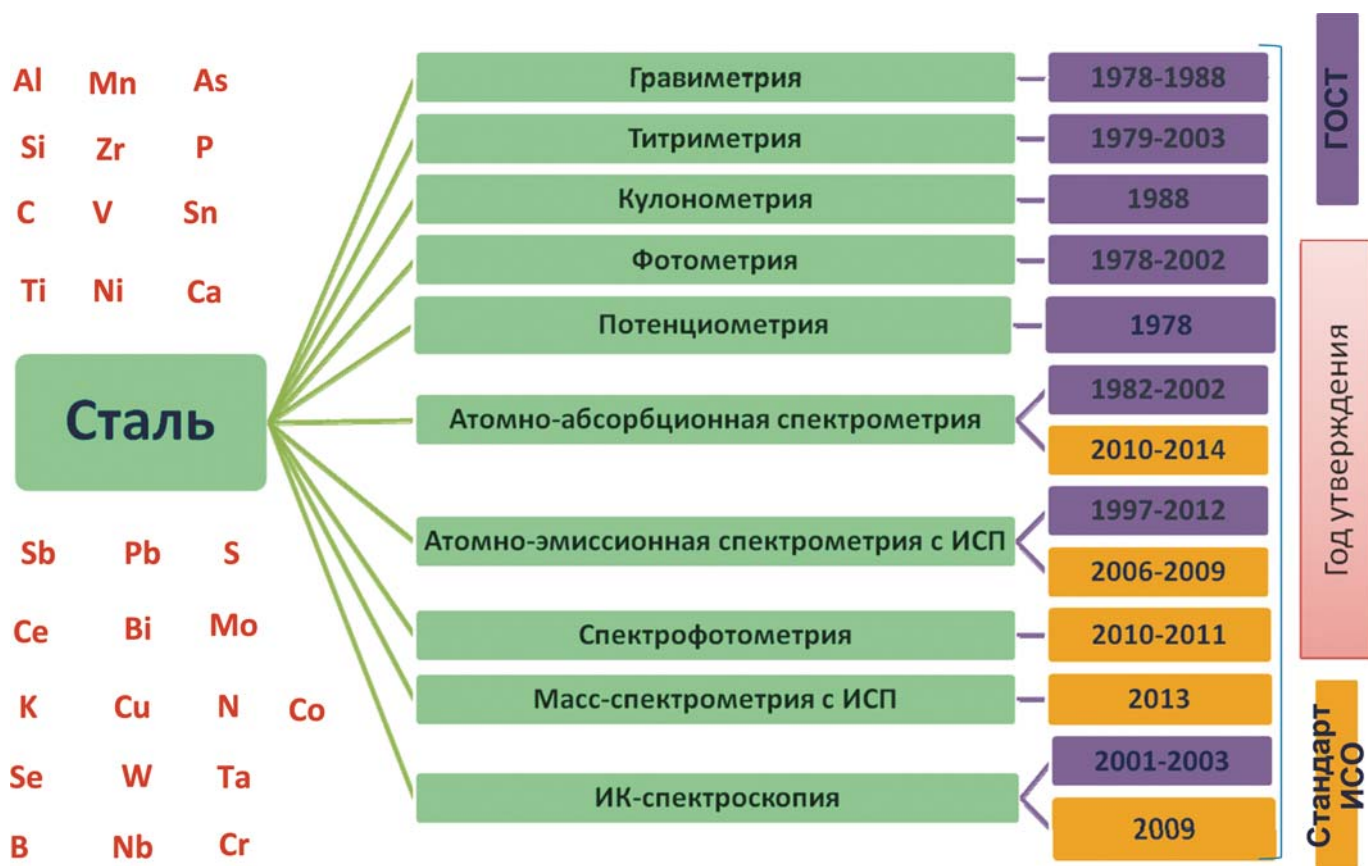 Al Mn As
Si Zr P
C V Sn
Ti Ni Ca
Сталь
Sb Pb S
Ce Bi Mo
K Cu N Co
Se W Ta
B Nb Cr
Гравиметрия 1978-1988
Титриметрия 1979-2003
Кулонометрия 1988
Фотометрия 1978-2002
Потенциометрия 1978
Атомно-абсорбционная спектрометрия 1982-2002
2010-2014
Атомно-эмиссионная спектрометрия с ИСП 1997-2012
2006-2009
Спектрофотометрия 2010-2011
Масс-спектрометрия с ИСП 2013
ИК-спектроскопия 2001-2003
2009
ГОСТ
Год утверждения
Стандарт
ИСО